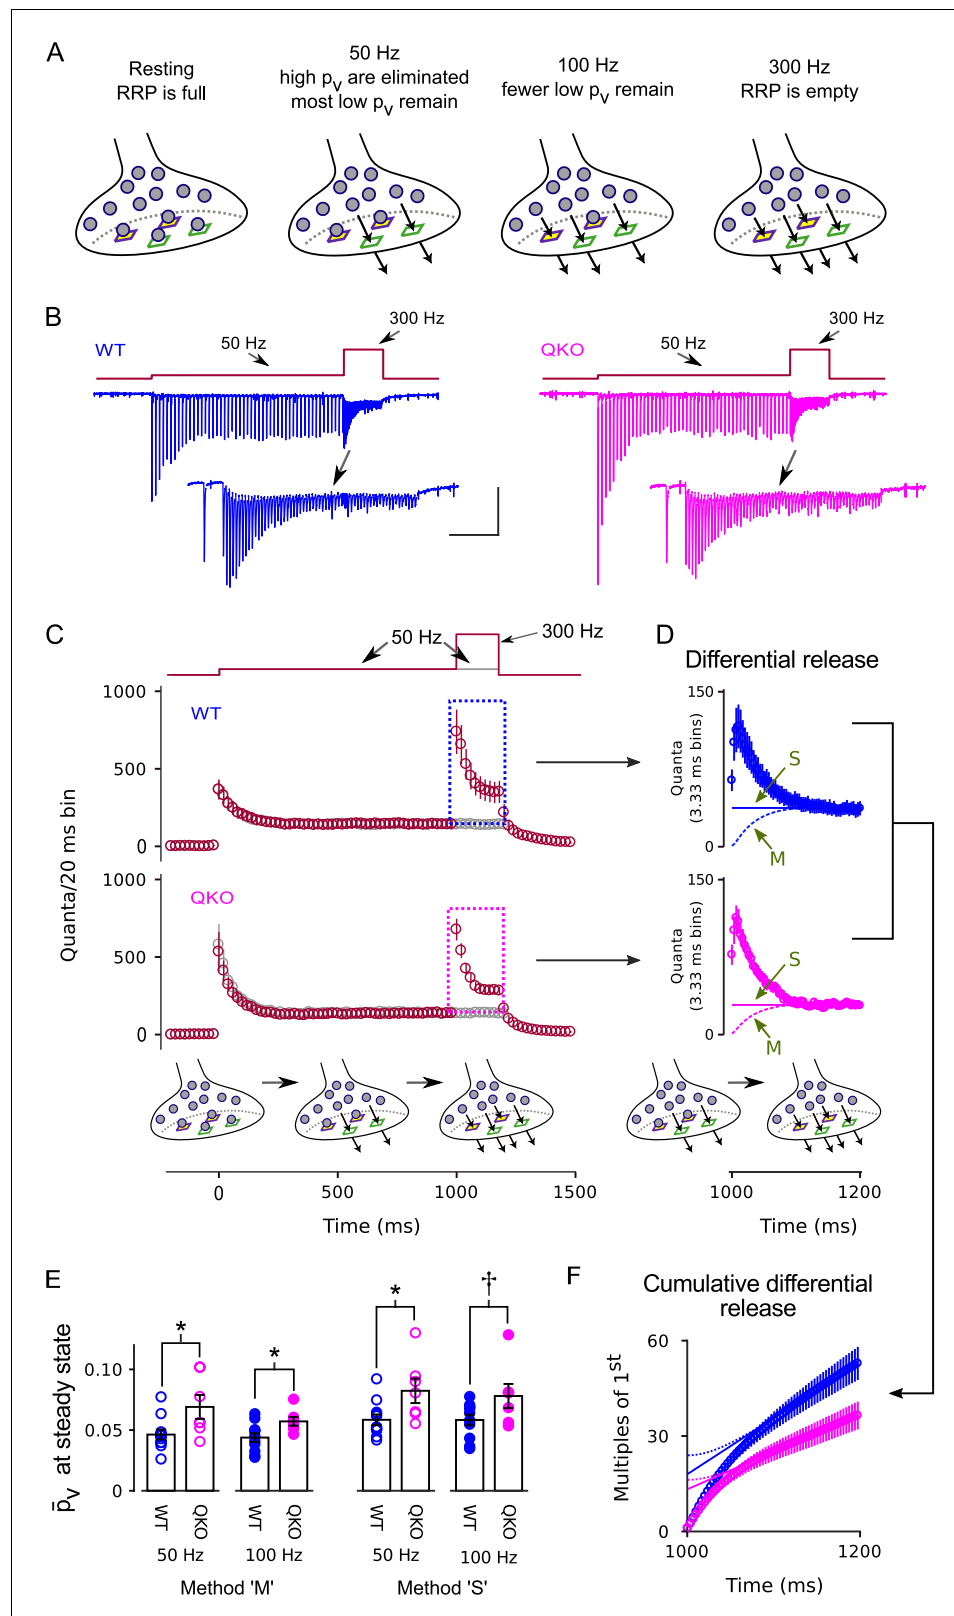 A
Resting
RRP is full
50 Hz
high pv are eliminated
most low pv remain
100 Hz
fewer low pv remain
300 Hz
RRP is empty
B
WT
50 Hz
300 Hz
QKO
50 Hz
300 Hz
C
50 Hz
300 Hz
Quanta/20 ms bin
1000
500
0
WT
1000
500
0
QKO
0
500
1000
1500
Time (ms)
D
Differential release
Quanta
(3.33 ms bins)
150
0
S
M
Quanta
(3.33 ms bins)
150
0
S
M
1000
1200
Time (ms)
E
p̄v at steady state
0.10
0.05
0
*
*
*
†
WT
QKO
WT
QKO
WT
QKO
WT
QKO
50 Hz
100 Hz
50 Hz
100 Hz
Method 'M'
Method 'S'
F
Cumulative differential
release
Multiples of 1st
60
30
0
1000
1200
Time (ms)